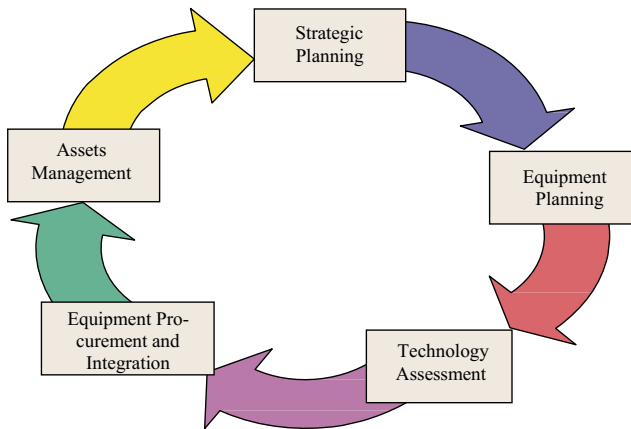 Strategic
Planning
Equipment
Planning
Technology
Assessment
Equipment Pro-
curement and
Integration
Assets
Management